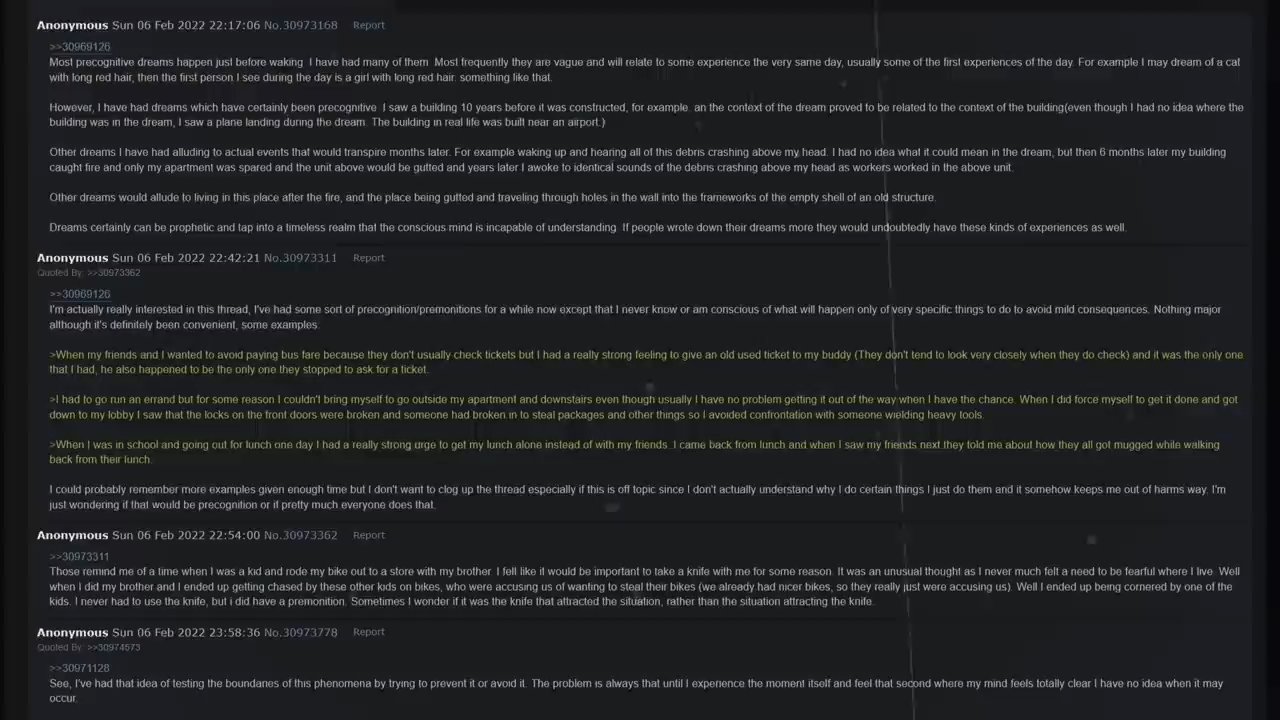 Anonymous Sun 06 Feb 2022 22:17:06 No.30973168 Report
>>30969126
Most precognitive dreams happen just before waking. I have had many of them. Most frequently they are vague and will relate to some experience the very same day, usually some of the first experiences of the day. For example I may dream of a cat
with long red hair, then the first person I see during the day is a girl with long red hair. something like that.
However, I have had dreams which have certainly been precognitive. I saw a building 10 years before it was constructed, for example. an the context of the dream proved to be related to the context of the building(even though I had no idea where the
building was in the dream, I saw a plane landing during the dream. The building in real life was built near an airport.)
Other dreams I have had alluding to actual events that would transpire months later. For example waking up and hearing all of this debris crashing above my head. I had no idea what it could mean in the dream, but then 6 months later my building
caught fire and only my apartment was spared and the unit above would be gutted and years later I awoke to identical sounds of the debris crashing above my head as workers worked in the above unit.
Other dreams would allude to living in this place after the fire, and the place being gutted and traveling through holes in the wall into the frameworks of the empty shell of an old structure.
Dreams certainly can be prophetic and tap into a timeless realm that the conscious mind is incapable of understanding. If people wrote down their dreams more they would undoubtedly have these kinds of experiences as well.
Anonymous Sun 06 Feb 2022 22:42:21 No.30973311 Report
Quoted By: >>30973362
>>30969126
I'm actually really interested in this thread, I've had some sort of precognition/premonitions for a while now except that I never know or am conscious of what will happen only of very specific things to do to avoid mild consequences. Nothing major
although it's definitely been convenient, some examples.
>When my friends and I wanted to avoid paying bus fare because they don't usually check tickets but I had a really strong feeling to give an old used ticket to my buddy (They don't tend to look very closely when they do check) and it was the only one
that I had, he also happened to be the only one they stopped to ask for a ticket.
>I had to go run an errand but for some reason I couldn't bring myself to go outside my apartment and downstairs even though usually I have no problem getting it out of the way when I have the chance. When I did force myself to get it done and got
down to my lobby I saw that the locks on the front doors were broken and someone had broken in to steal packages and other things so I avoided confrontation with someone wielding heavy tools.
>When I was in school and going out for lunch one day I had a really strong urge to get my lunch alone instead of with my friends. I came back from lunch and when I saw my friends next they told me about how they all got mugged while walking
back from their lunch.
I could probably remember more examples given enough time but I don't want to clog up the thread especially if this is off topic since I don't actually understand why I do certain things I just do them and it somehow keeps me out of harms way. I'm
just wondering if that would be precognition or if pretty much everyone does that.
Anonymous Sun 06 Feb 2022 22:54:00 No.30973362 Report
>>30973311
Those remind me of a time when I was a kid and rode my bike out to a store with my brother. I fell like it would be important to take a knife with me for some reason. It was an unusual thought as I never much felt a need to be fearful where I live. Well
when I did my brother and I ended up getting chased by these other kids on bikes, who were accusing us of wanting to steal their bikes (we already had nicer bikes, so they really just were accusing us). Well I ended up being cornered by one of the
kids. I never had to use the knife, but i did have a premonition. Sometimes I wonder if it was the knife that attracted the situation, rather than the situation attracting the knife.
Anonymous Sun 06 Feb 2022 23:58:36 No.30973778 Report
Quoted By: >>30974573
>>30971128
See, I've had that idea of testing the boundaries of this phenomena by trying to prevent it or avoid it. The problem is always that until I experience the moment itself and feel that second where my mind feels totally clear I have no idea when it may
occur.